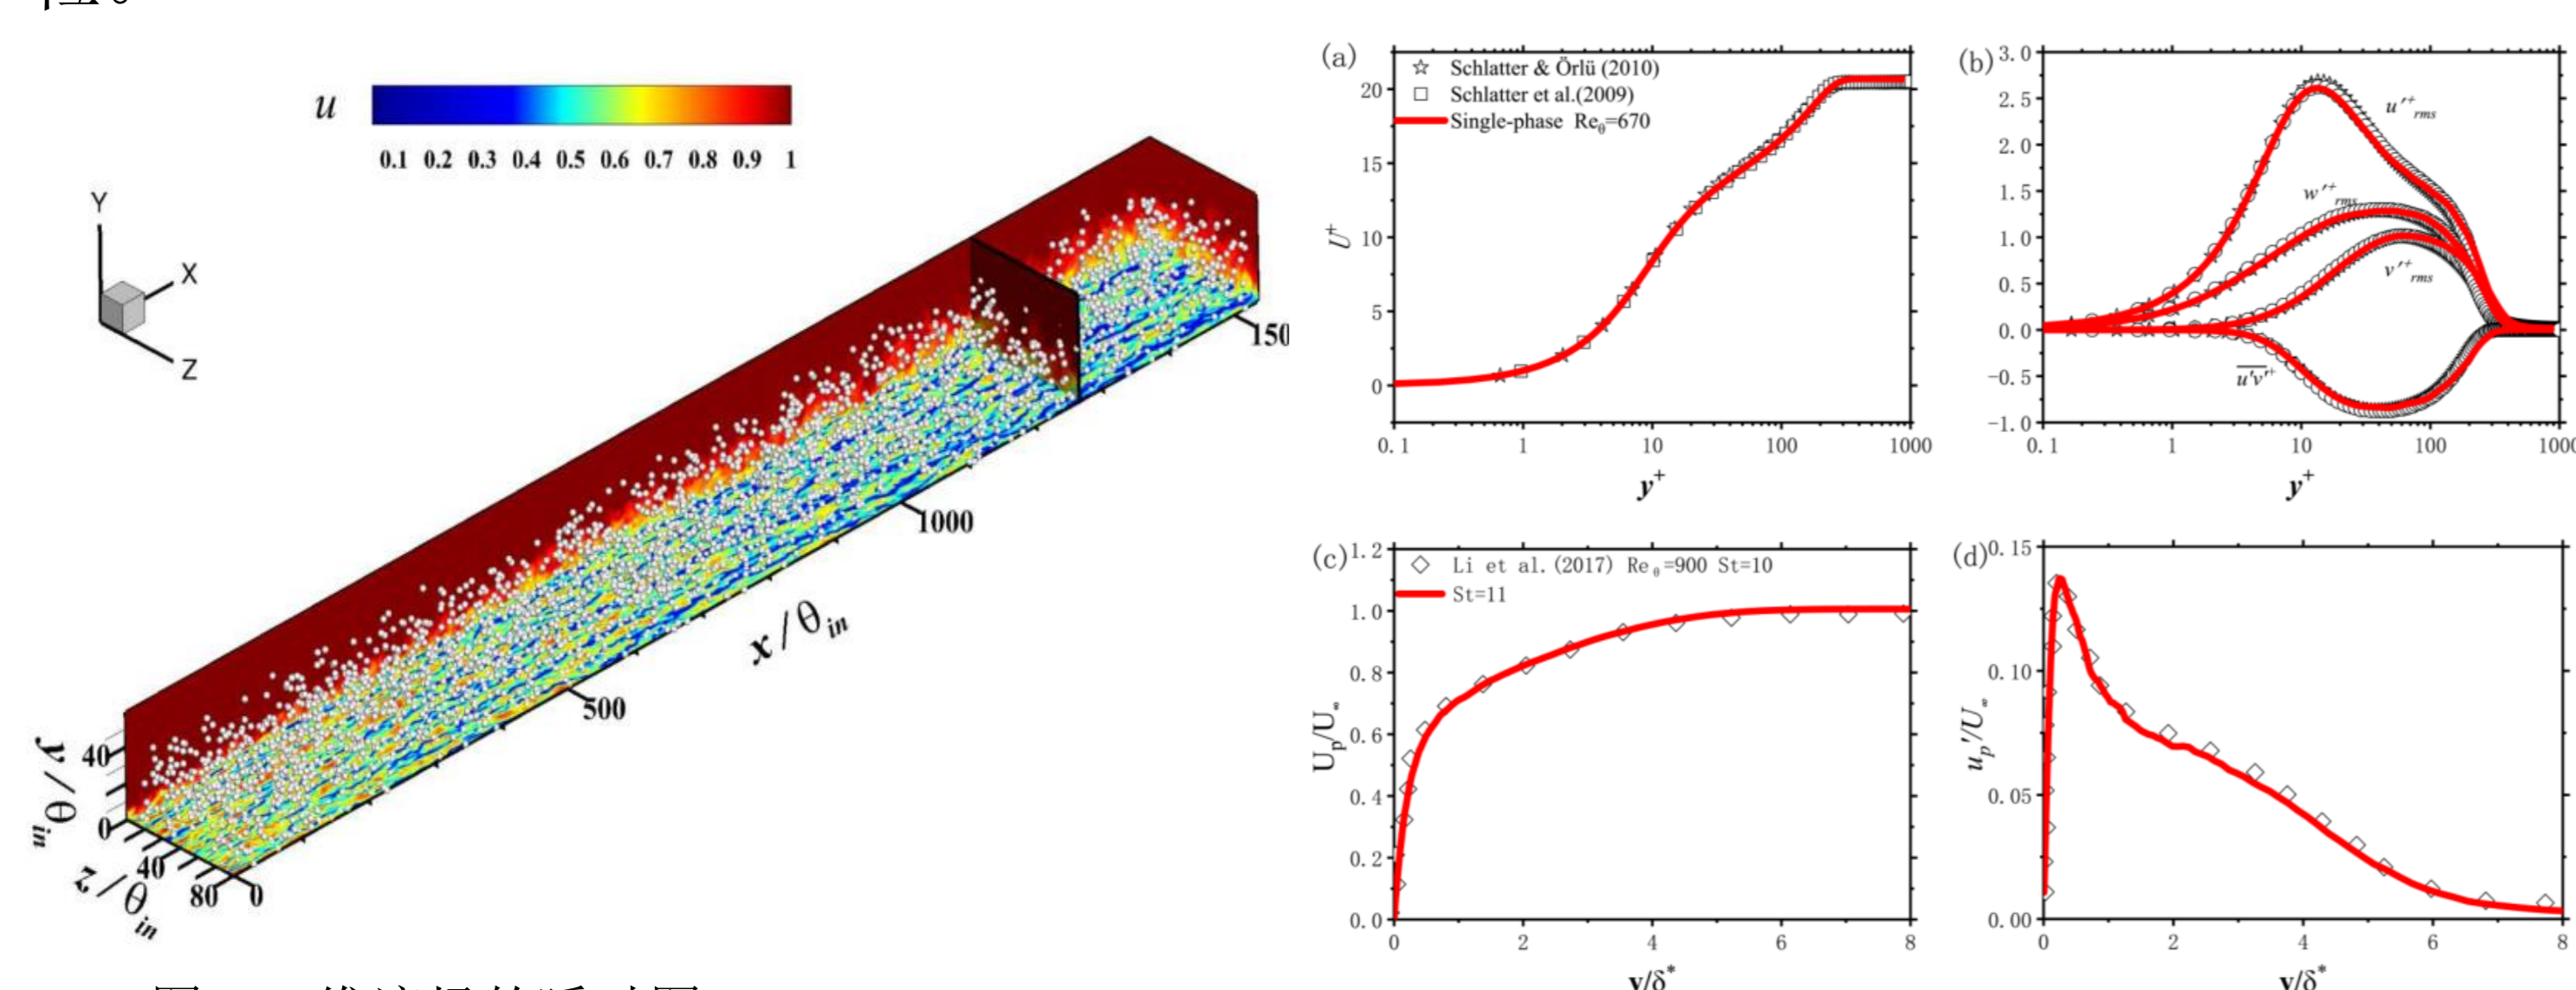 u
0.1 0.2 0.3 0.4 0.5 0.6 0.7 0.8 0.9 1
Y
X
Z
150
1000
500
x/θin
40
0
y/θin
40
80
0
z/θin
(a)
☆ Schlatter & Örlü (2010)
□ Schlatter et al.(2009)
Single-phase Reθ=670
20
15
10
5
0
U+
0.1 1 10 100 1000
y+
(b)
3.0
2.5
2.0
1.5
1.0
0.5
0.0
-0.5
-1.0
u'+rms
w'+rms
v'+rms
u'v'+
0.1 1 10 100 1000
y+
(c)
◇ Li et al.(2017) Reθ=900 St=10
St=11
1.2
1.0
0.8
0.6
0.4
0.2
0.0
Up/U∞
0 2 4 6 8
y/δ*
(d)
0.15
0.10
0.05
0.00
up'/U∞
0 2 4 6 8
y/δ*